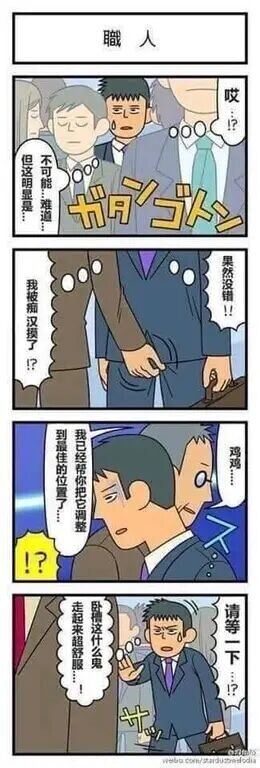 職人
哎
…!?
不可能…难道…
但这明显是…
ガタンゴトン
果然没错!!
我被痴汉摸了!?
鸡鸡……
我已经帮你把它调整
到最佳的位置了……
!?
请等一下
…!?
卧槽这什么鬼
走起来超舒服…!
weibo.com/stardustmelodia